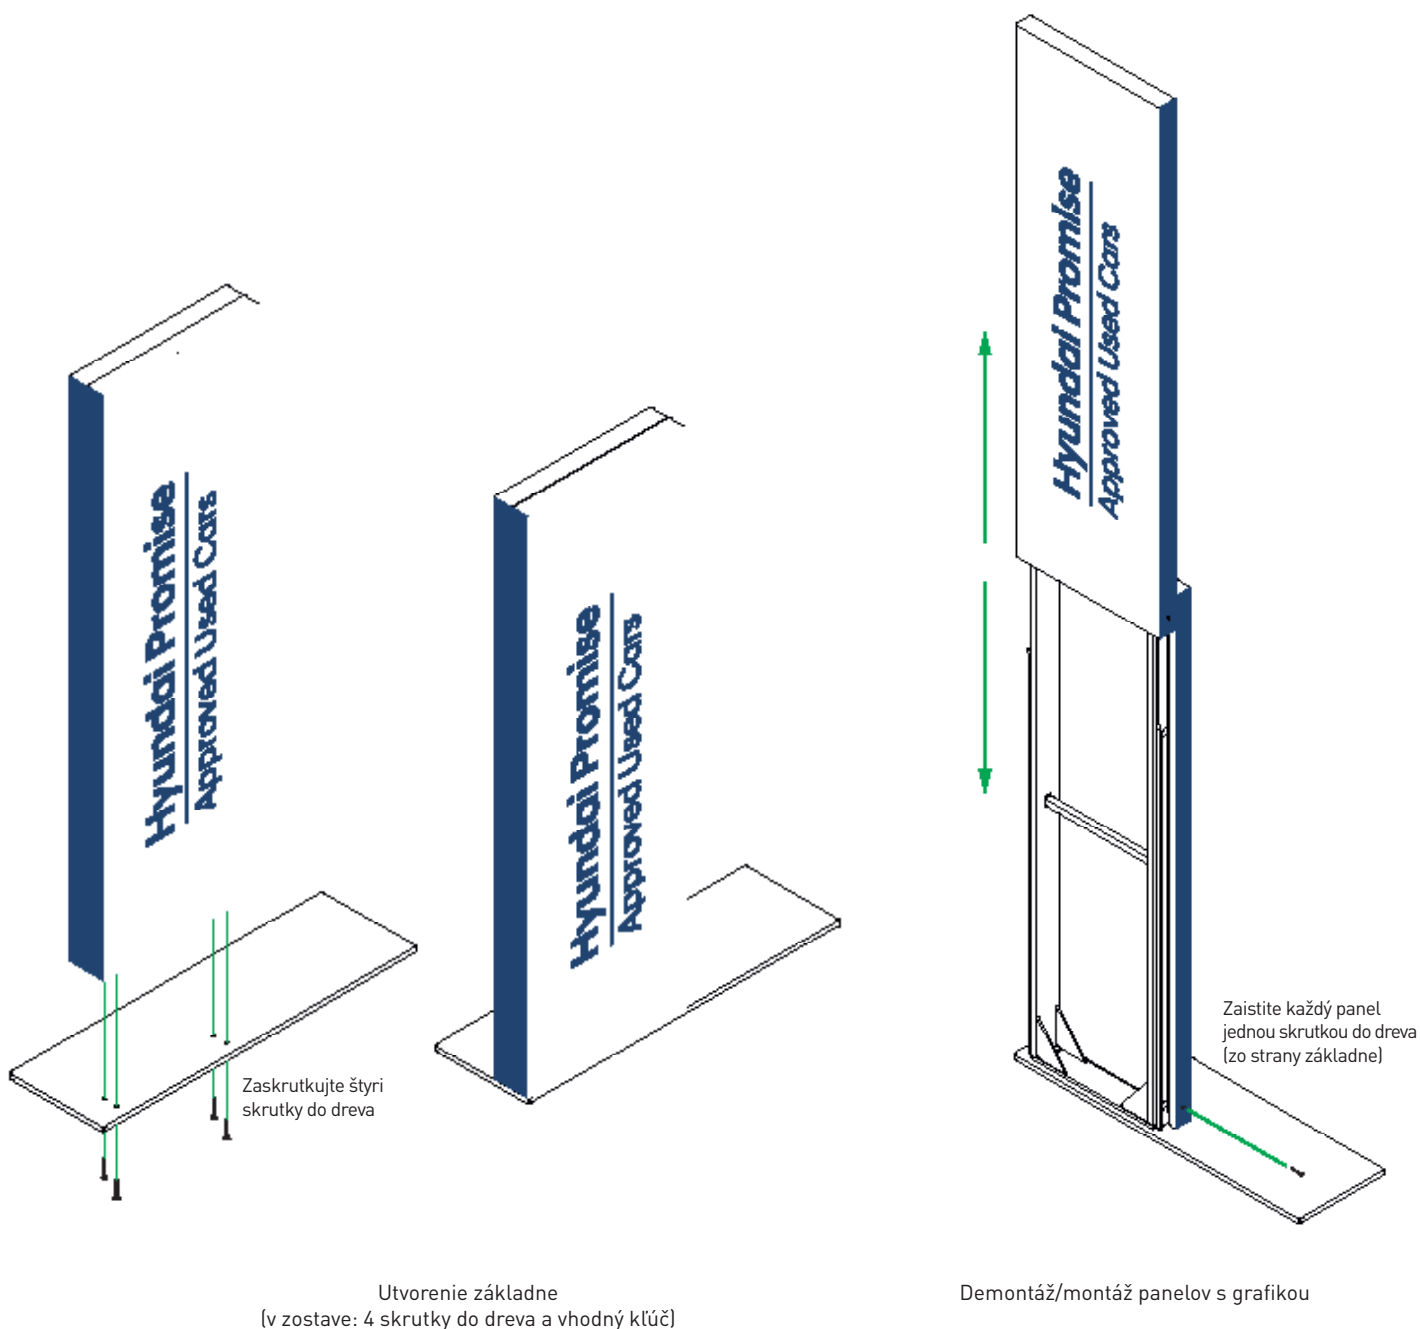 Hyundai Promise
Approved Used Cars
Zaskrutkujte štyri
skrutky do dreva
Hyundai Promise
Approved Used Cars
Utvorenie základne
(v zostave: 4 skrutky do dreva a vhodný kľúč)
Hyundai Promise
Approved Used Cars
Zaistite každý panel
jednou skrutkou do dreva
(zo strany základne)
Demontáž/montáž panelov s grafikou